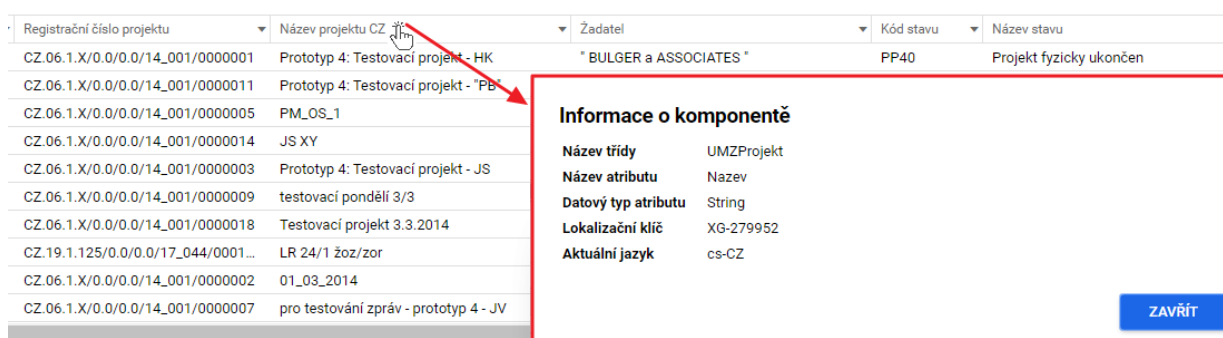 Registrační číslo projektu Název projektu CZ Žadatel Kód stavu Název stavu
CZ.06.1.X/0.0/0.0/14_001/0000001 Prototyp 4: Testovací projekt - HK " BULGER a ASSOCIATES " PP40 Projekt fyzicky ukončen
CZ.06.1.X/0.0/0.0/14_001/0000011 Prototyp 4: Testovací projekt - "PB"
CZ.06.1.X/0.0/0.0/14_001/0000005 PM_OS_1
CZ.06.1.X/0.0/0.0/14_001/0000014 JS XY
CZ.06.1.X/0.0/0.0/14_001/0000003 Prototyp 4: Testovací projekt - JS
CZ.06.1.X/0.0/0.0/14_001/0000009 testovací pondělí 3/3
CZ.06.1.X/0.0/0.0/14_001/0000018 Testovací projekt 3.3.2014
CZ.19.1.125/0.0/0.0/17_044/0001... LR 24/1 žoz/zor
CZ.06.1.X/0.0/0.0/14_001/0000002 01_03_2014
CZ.06.1.X/0.0/0.0/14_001/0000007 pro testování zpráv - prototyp 4 - JV
Informace o komponentě
Název třídy UMZProjekt
Název atributu Nazev
Datový typ atributu String
Lokalizační klíč XG-279952
Aktuální jazyk cs-CZ
ZAVŘÍT